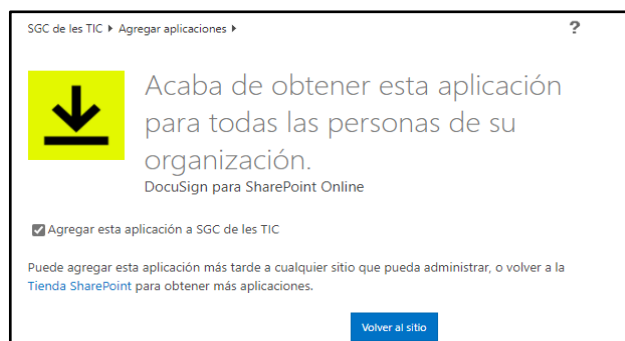 SGC de les TIC ▸ Agregar aplicaciones ▸
?
Acaba de obtener esta aplicación
para todas las personas de su
organización.
DocuSign para SharePoint Online
Agregar esta aplicación a SGC de les TIC
Puede agregar esta aplicación más tarde a cualquier sitio que pueda administrar, o volver a la
Tienda SharePoint para obtener más aplicaciones.
Volver al sitio